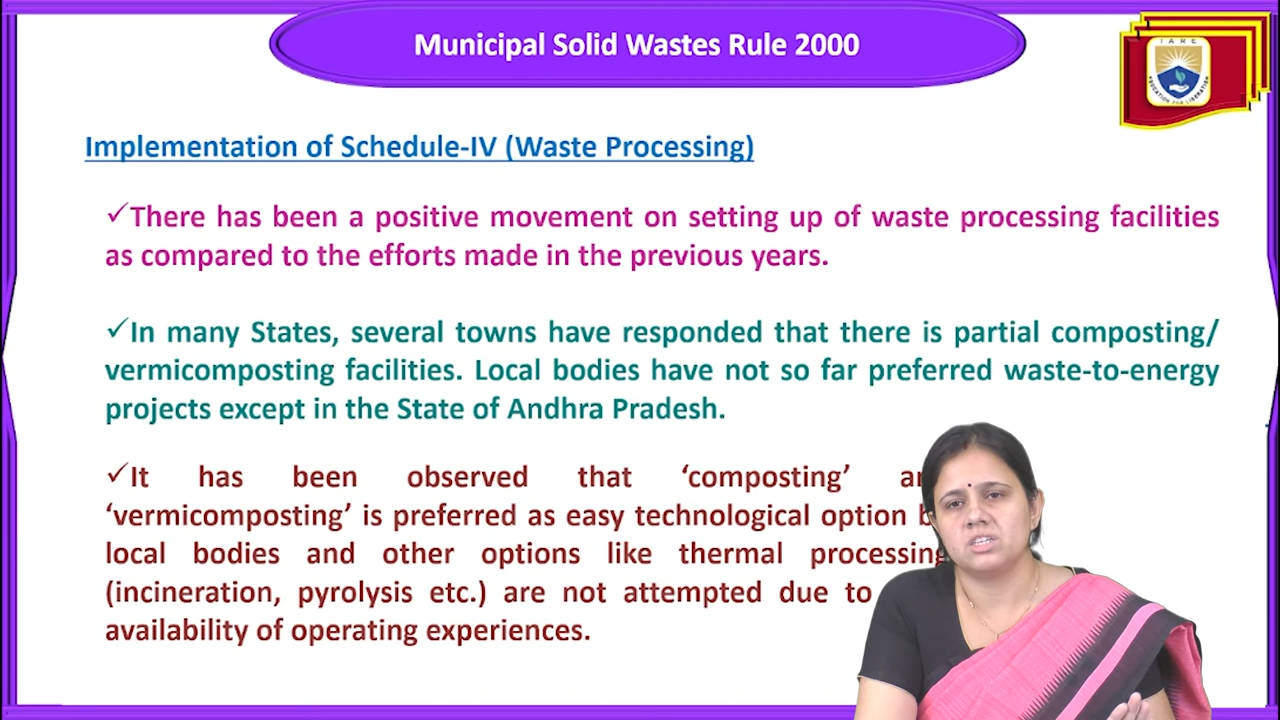 Municipal Solid Wastes Rule 2000
IARE
EDUCATION FOR LIBERATION
Implementation of Schedule-IV (Waste Processing)
✓There has been a positive movement on setting up of waste processing facilities
as compared to the efforts made in the previous years.
✓In many States, several towns have responded that there is partial composting/
vermicomposting facilities. Local bodies have not so far preferred waste-to-energy
projects except in the State of Andhra Pradesh.
✓It has been observed that ‘composting’
‘vermicomposting’ is preferred as easy technological option
local bodies and other options like thermal processing
(incineration, pyrolysis etc.) are not attempted due to
availability of operating experiences.